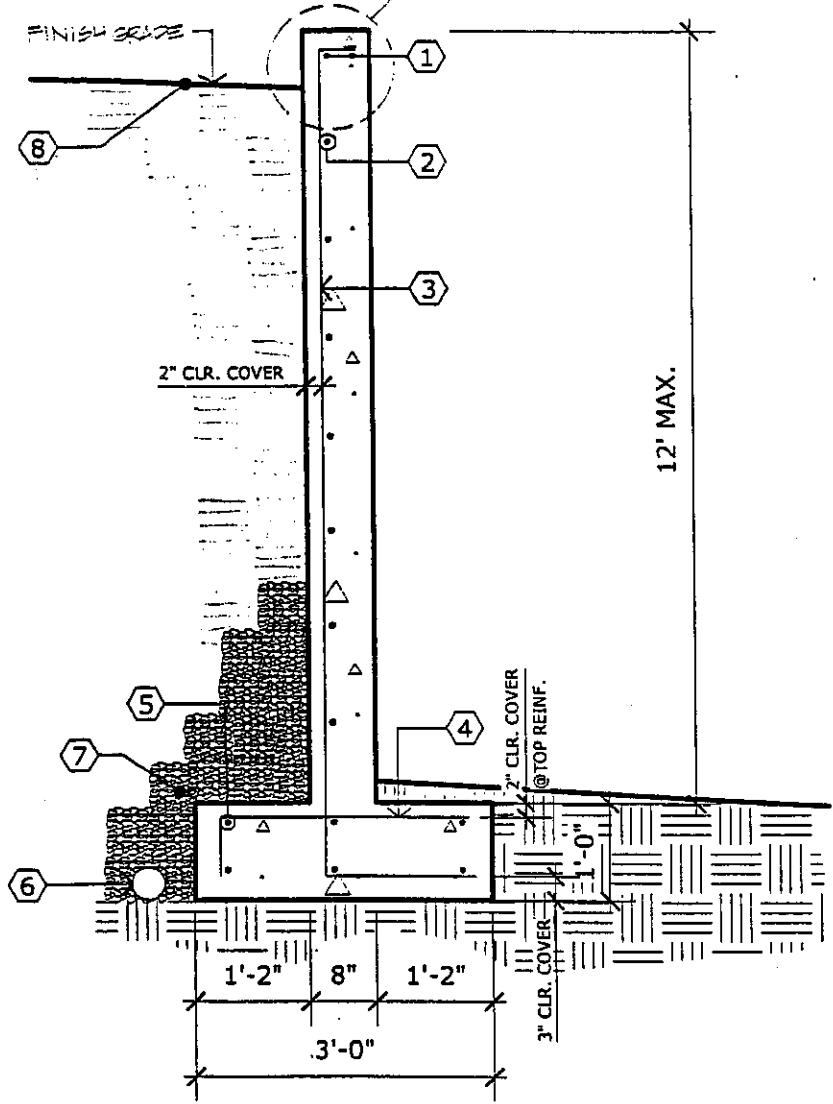 FINISH GRADE
1
8
2
3
2" CLR. COVER
12' MAX.
5
4
2" CLR. COVER
@TOP REINF.
7
6
1'-0"
3" CLR. COVER
1'-2"
8"
1'-2"
3'-0"